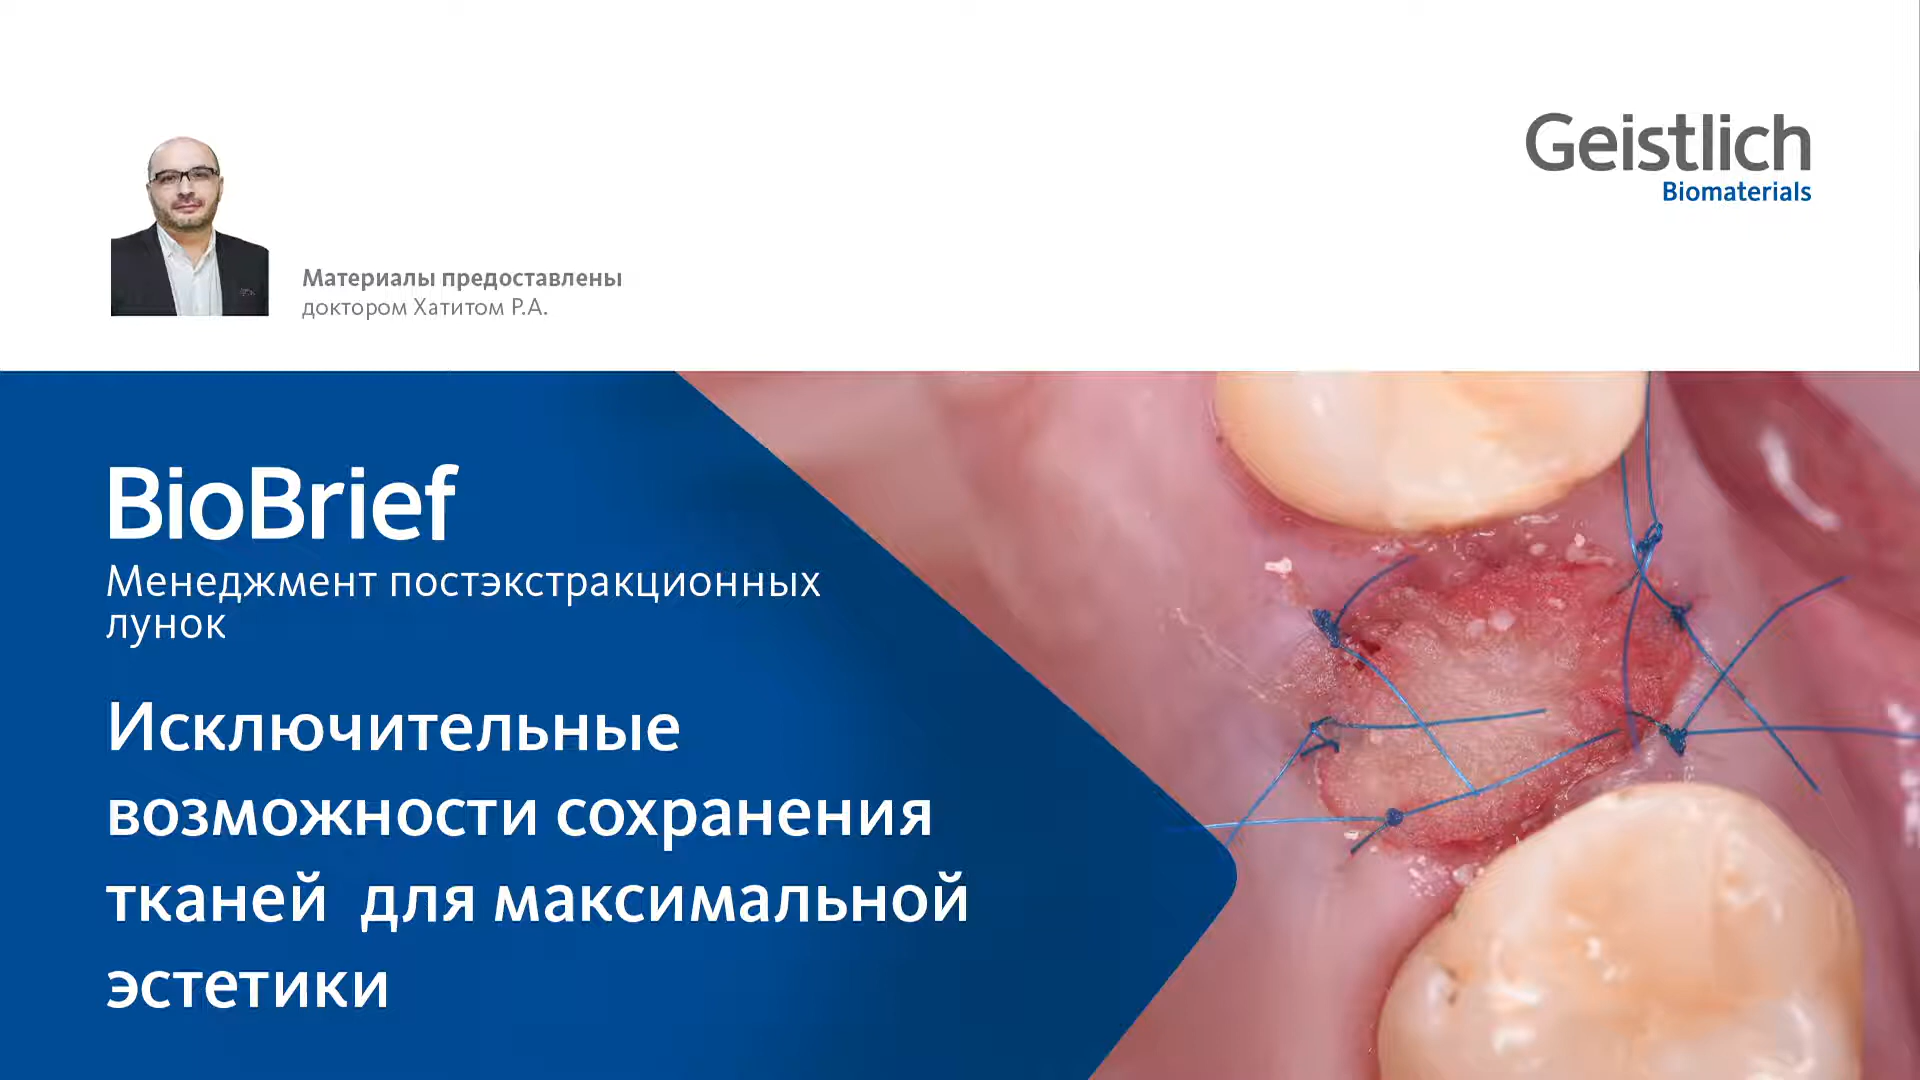 Geistlich
Biomaterials
Материалы предоставлены
доктором Хатитом Р.А.
BioBrief
Менеджмент постэкстракционных
лунок
Исключительные
возможности сохранения
тканей для максимальной
эстетики